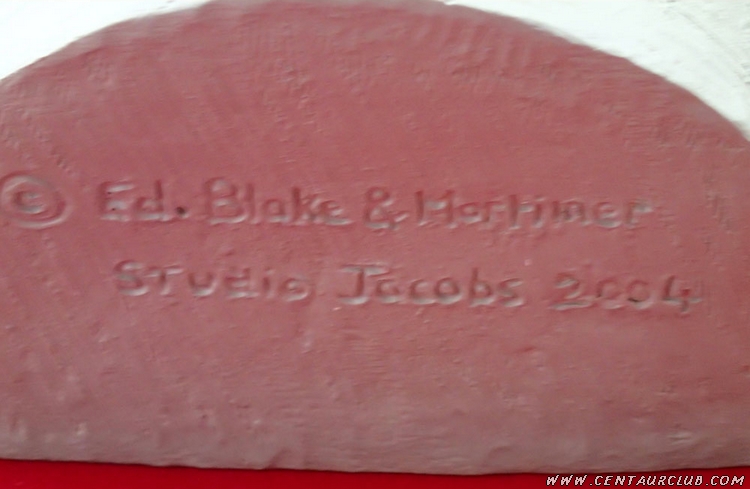 © Ed. Blake & Mortimer
STUdio Jacobs 2004
WWW.CENTAURCLUB.COM